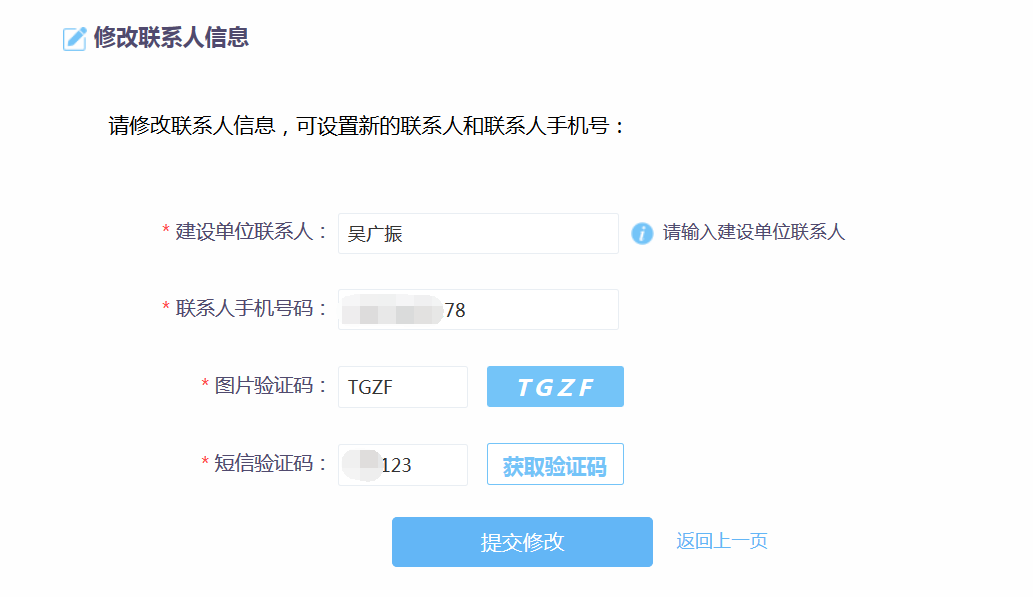 修改联系人信息
请修改联系人信息，可设置新的联系人和联系人手机号：
* 建设单位联系人： 吴广振 i 请输入建设单位联系人
* 联系人手机号码： 78
* 图片验证码： TGZF TGZF
* 短信验证码： 123 获取验证码
提交修改 返回上一页